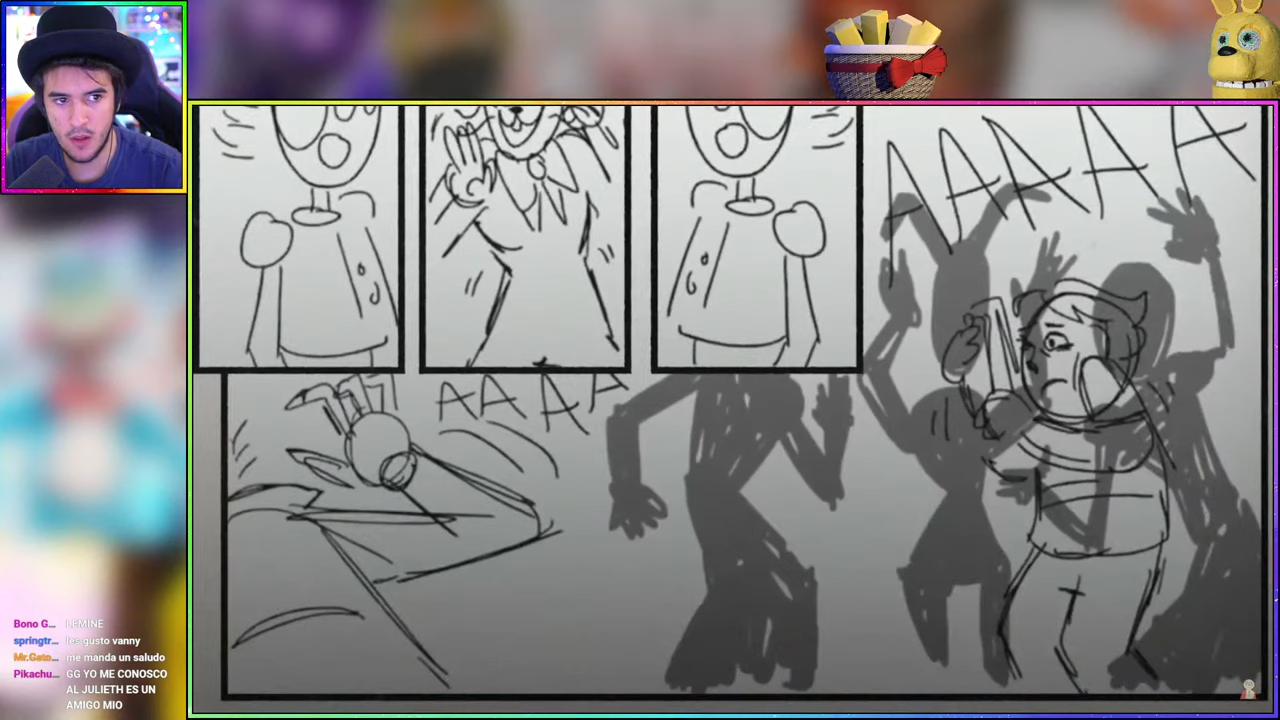 AAAAA
AAAA
Bono G... LEMINE
springtr... les gusto vanny
Mr.Gato... me manda un saludo
Pikachu... GG YO ME CONOSCO
AL JULIETH ES UN
AMIGO MIO